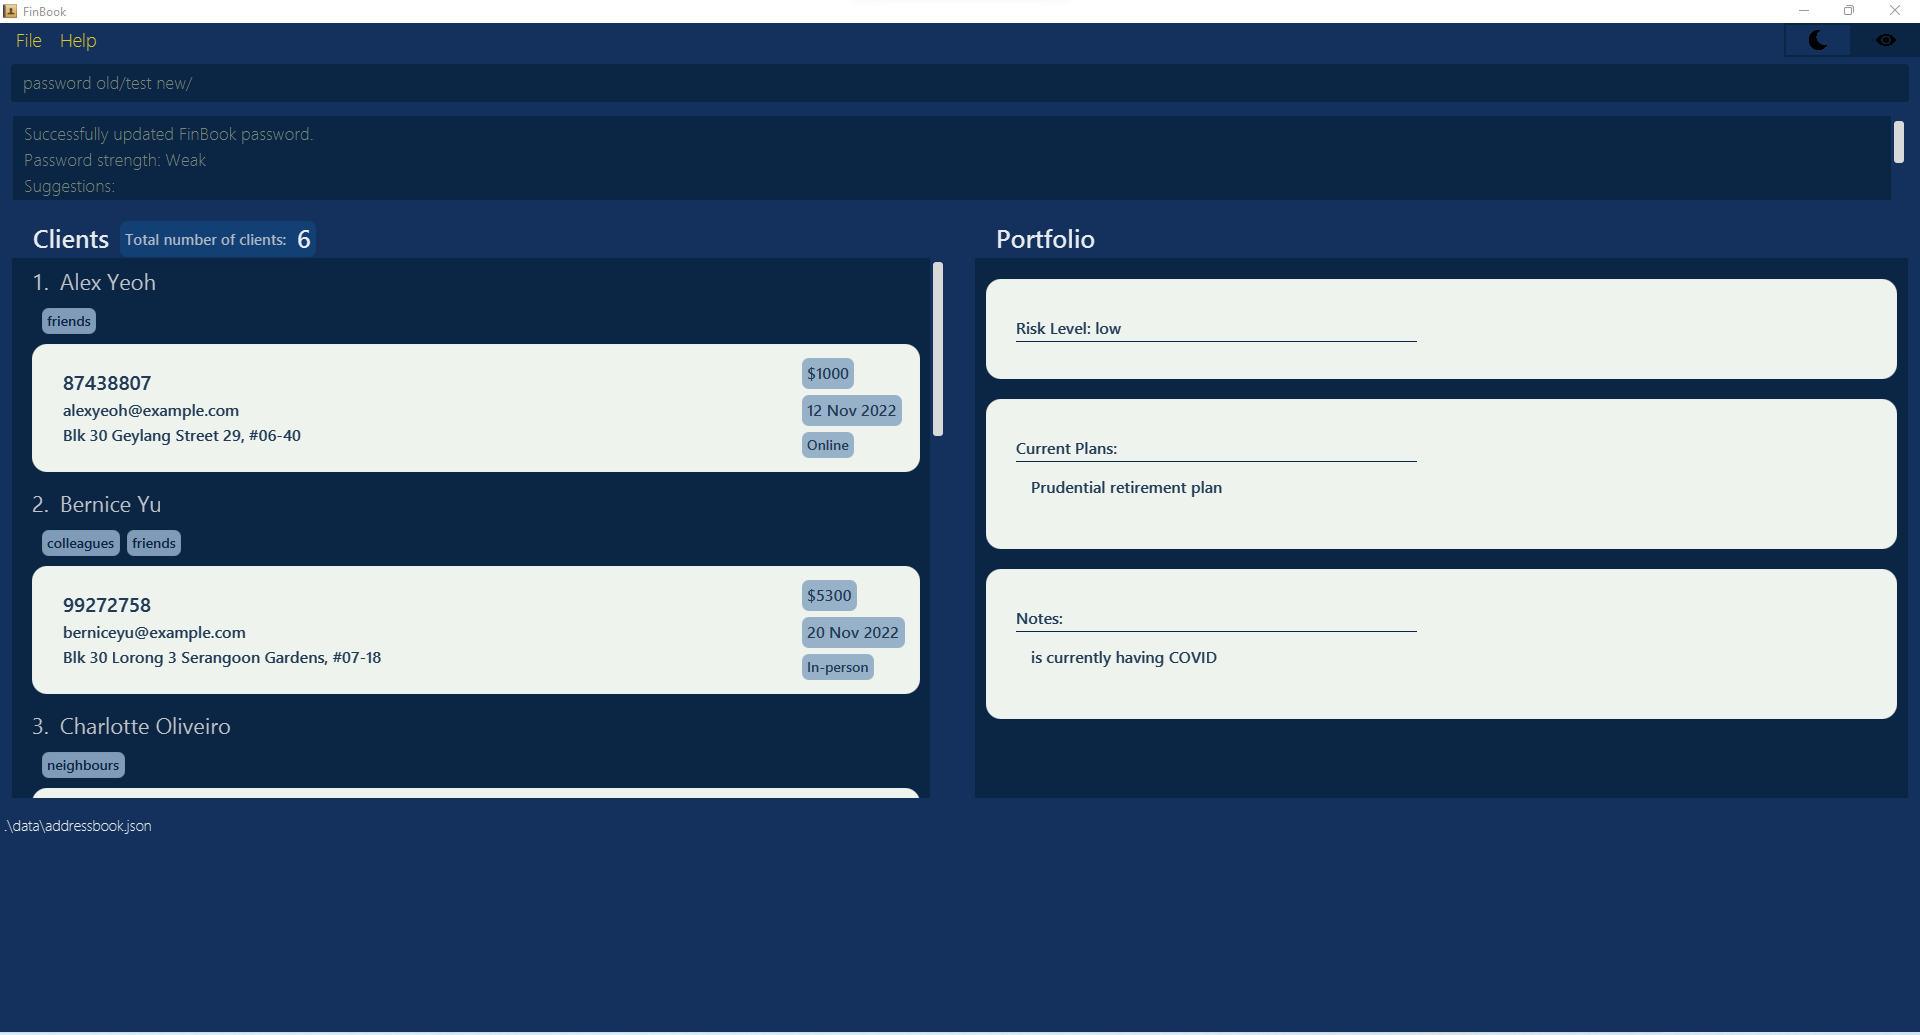 FinBook
File Help
password old/test new/
Successfully updated FinBook password.
Password strength: Weak
Suggestions:
Clients Total number of clients: 6
1. Alex Yeoh
friends
87438807
alexyeoh@example.com
Blk 30 Geylang Street 29, #06-40
$1000
12 Nov 2022
Online
2. Bernice Yu
colleagues friends
99272758
berniceyu@example.com
Blk 30 Lorong 3 Serangoon Gardens, #07-18
$5300
20 Nov 2022
In-person
3. Charlotte Oliveiro
neighbours
Portfolio
Risk Level: low
Current Plans:
Prudential retirement plan
Notes:
is currently having COVID
.\data\addressbook.json